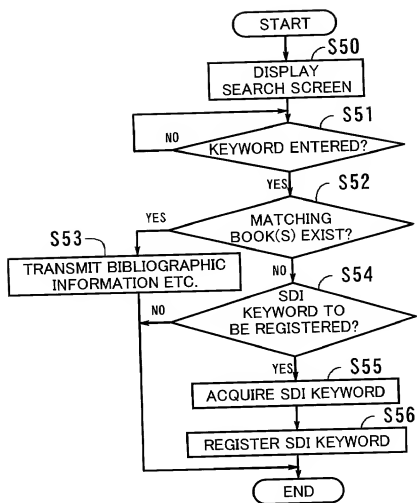 START
S50
DISPLAY
SEARCH SCREEN
S51
KEYWORD ENTERED?
NO
YES
S52
MATCHING
BOOK(S) EXIST?
YES
NO
S53
TRANSMIT BIBLIOGRAPHIC
INFORMATION ETC.
S54
SDI
KEYWORD TO
BE REGISTERED?
NO
YES
S55
ACQUIRE SDI KEYWORD
S56
REGISTER SDI KEYWORD
END